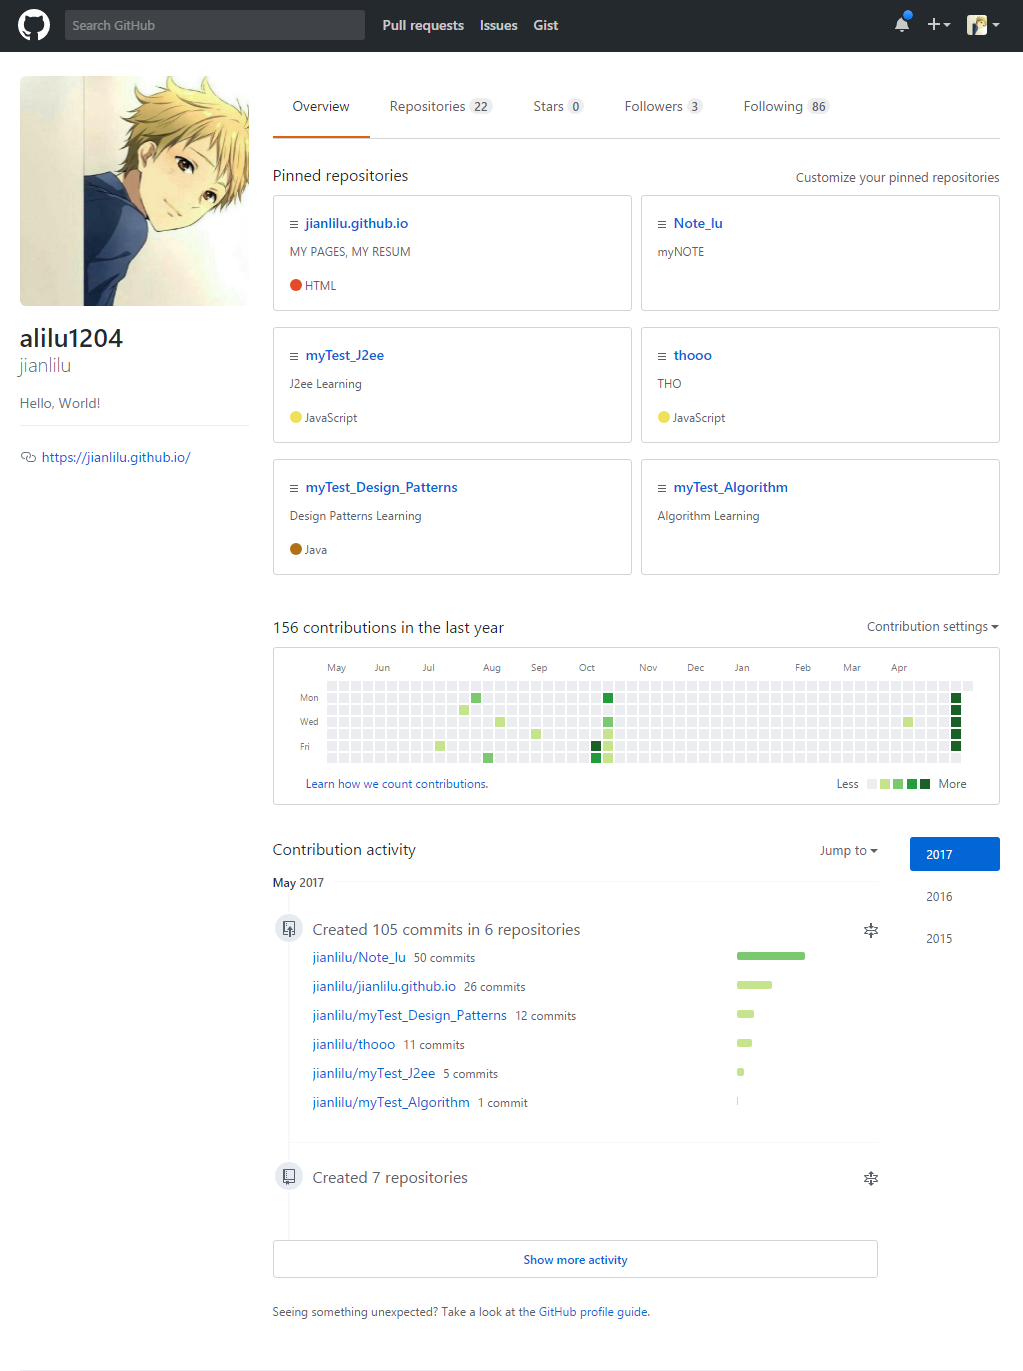 Search GitHub Pull requests Issues Gist
Overview Repositories 22 Stars 0 Followers 3 Following 86
alilu1204
jianlilu
Hello, World!
https://jianlilu.github.io/
Pinned repositories Customize your pinned repositories
jianlilu.github.io
MY PAGES, MY RESUM
HTML
Note_lu
myNOTE
myTest_J2ee
J2ee Learning
JavaScript
thooo
THO
JavaScript
myTest_Design_Patterns
Design Patterns Learning
Java
myTest_Algorithm
Algorithm Learning
156 contributions in the last year Contribution settings
May Jun Jul Aug Sep Oct Nov Dec Jan Feb Mar Apr
Mon
Wed
Fri
Learn how we count contributions. Less More
Contribution activity Jump to
2017
2016
2015
May 2017
Created 105 commits in 6 repositories
jianlilu/Note_lu 50 commits
jianlilu/jianlilu.github.io 26 commits
jianlilu/myTest_Design_Patterns 12 commits
jianlilu/thooo 11 commits
jianlilu/myTest_J2ee 5 commits
jianlilu/myTest_Algorithm 1 commit
Created 7 repositories
Show more activity
Seeing something unexpected? Take a look at the GitHub profile guide.